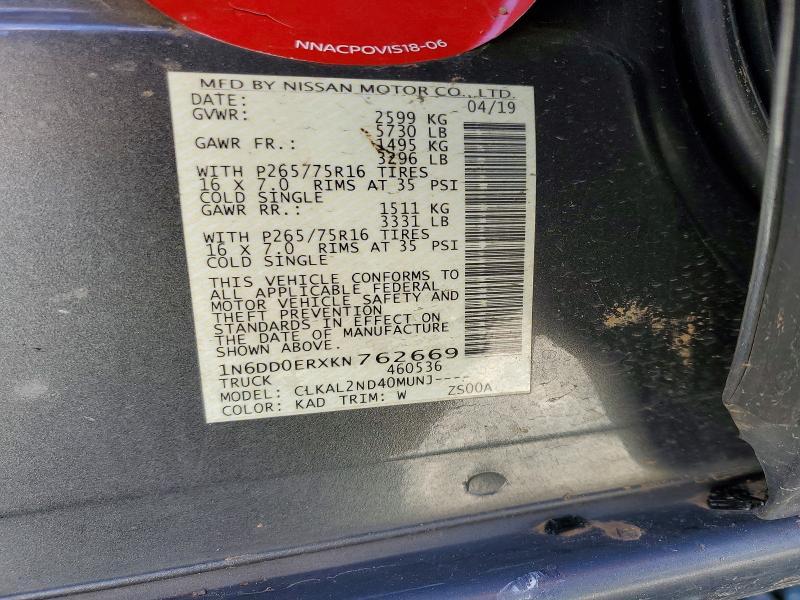 NNACPOVIS18-06
MFD BY NISSAN MOTOR CO., LTD.
DATE: 04/19
GVWR: 2599 KG
5730 LB
GAWR FR.: 1495 KG
3296 LB
WITH P265/75R16 TIRES
16 X 7.0 RIMS AT 35 PSI
COLD SINGLE
GAWR RR.: 1511 KG
3331 LB
WITH P265/75R16 TIRES
16 X 7.0 RIMS AT 35 PSI
COLD SINGLE
THIS VEHICLE CONFORMS TO
ALL APPLICABLE FEDERAL
MOTOR VEHICLE SAFETY AND
THEFT PREVENTION
STANDARDS IN EFFECT ON
THE DATE OF MANUFACTURE
SHOWN ABOVE.
1N6DD0ERXKN762669
TRUCK 460536
MODEL: CLKAL2ND40MUNJ----
COLOR: KAD TRIM: W ZS00A